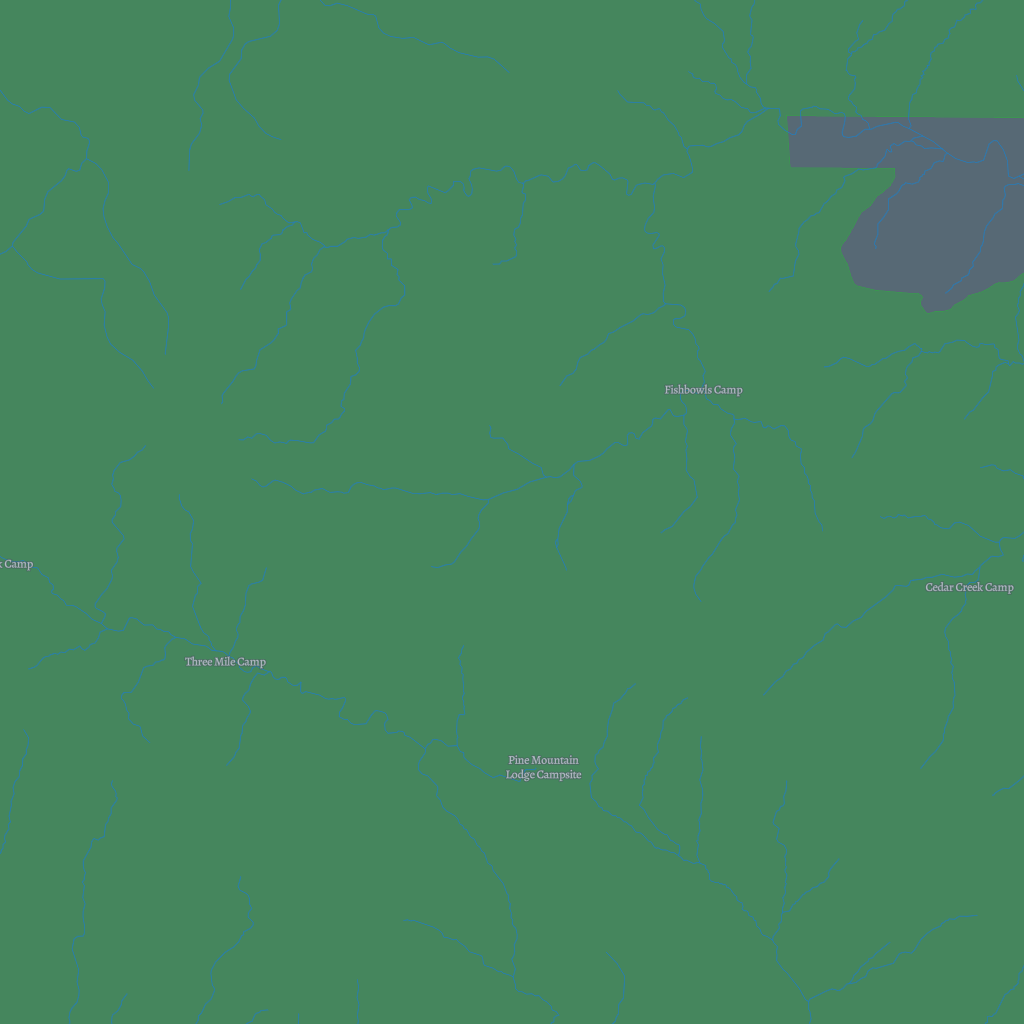 Fishbowls Camp
Camp
Cedar Creek Camp
Three Mile Camp
Pine Mountain
Lodge Campsite